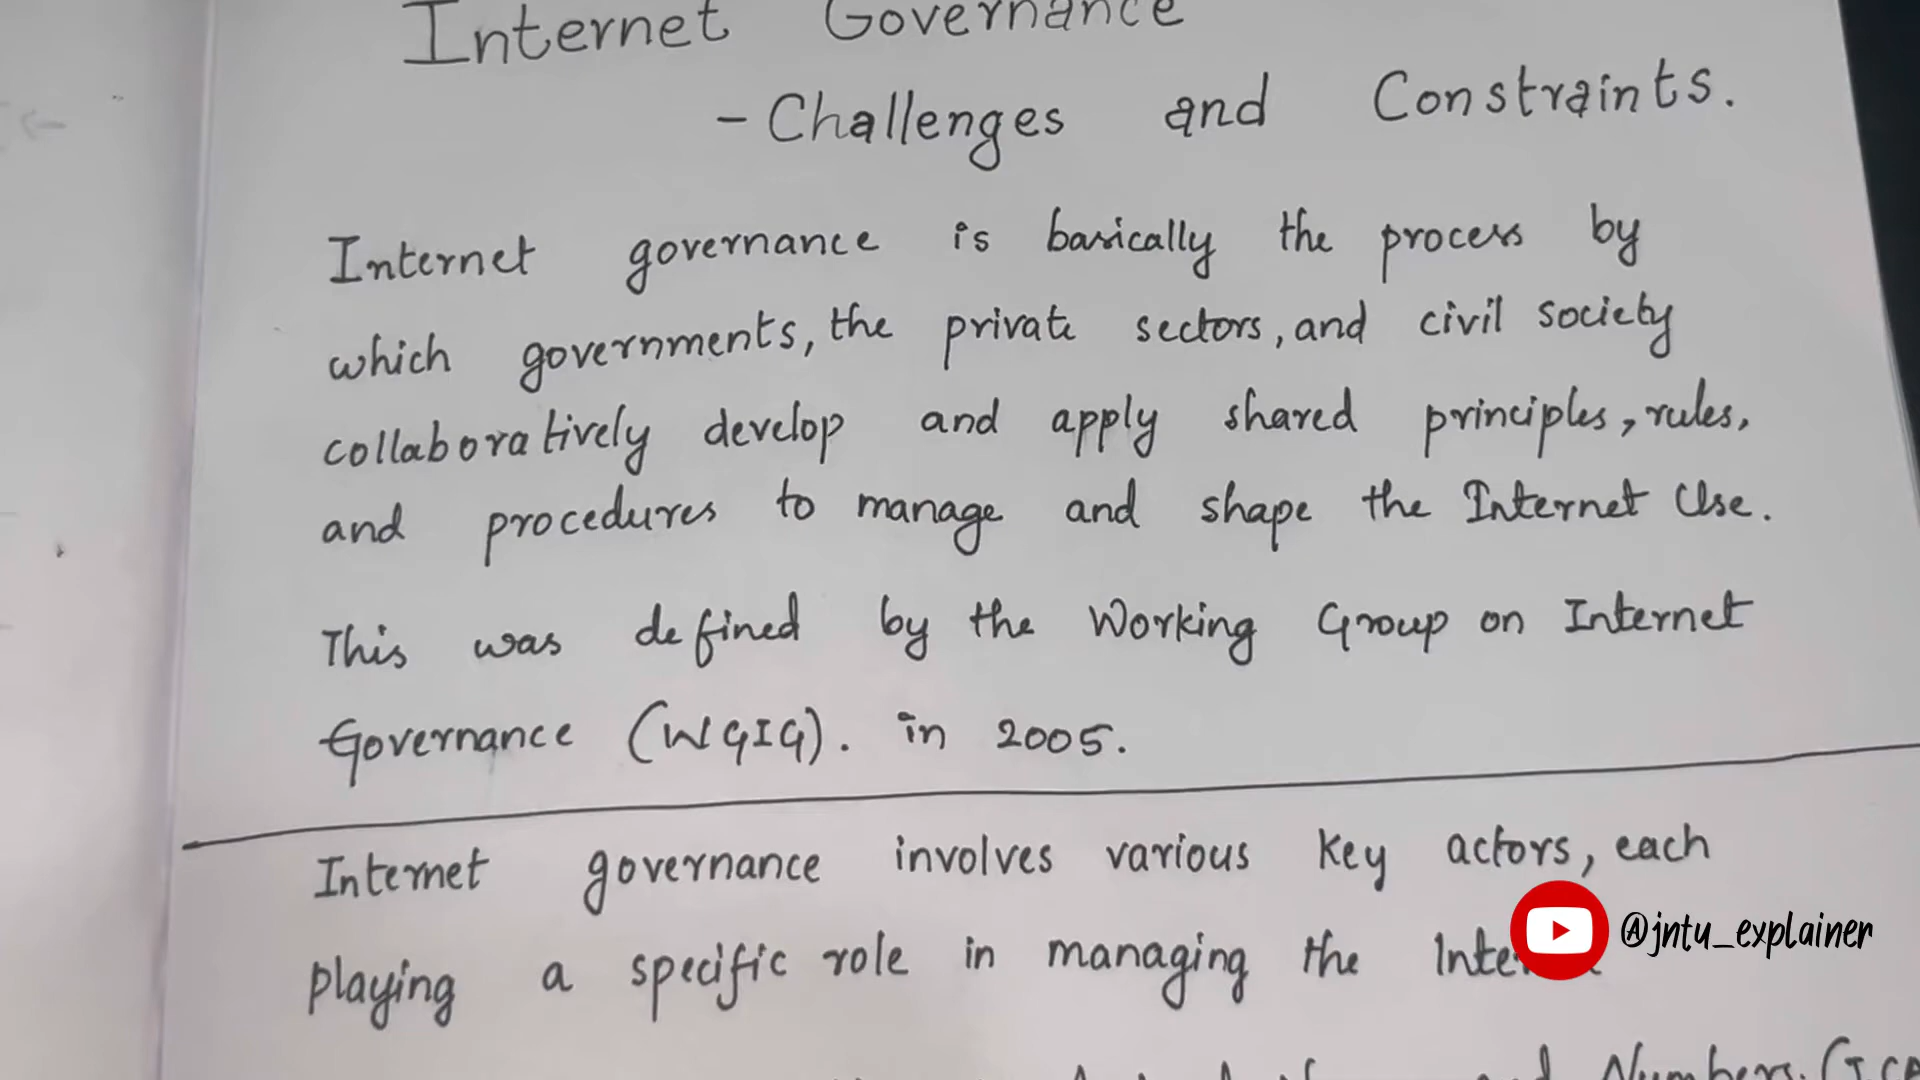 Internet Governance
- Challenges and Constraints.
Internet governance is basically the process by
which governments, the private sectors, and civil society
collaboratively develop and apply shared principles, rules,
and procedures to manage and shape the Internet Use.
This was defined by the Working Group on Internet
Governance (WGIG). in 2005.
Internet governance involves various key actors, each
playing a specific role in managing the
@jntu_explainer
and Numbers.